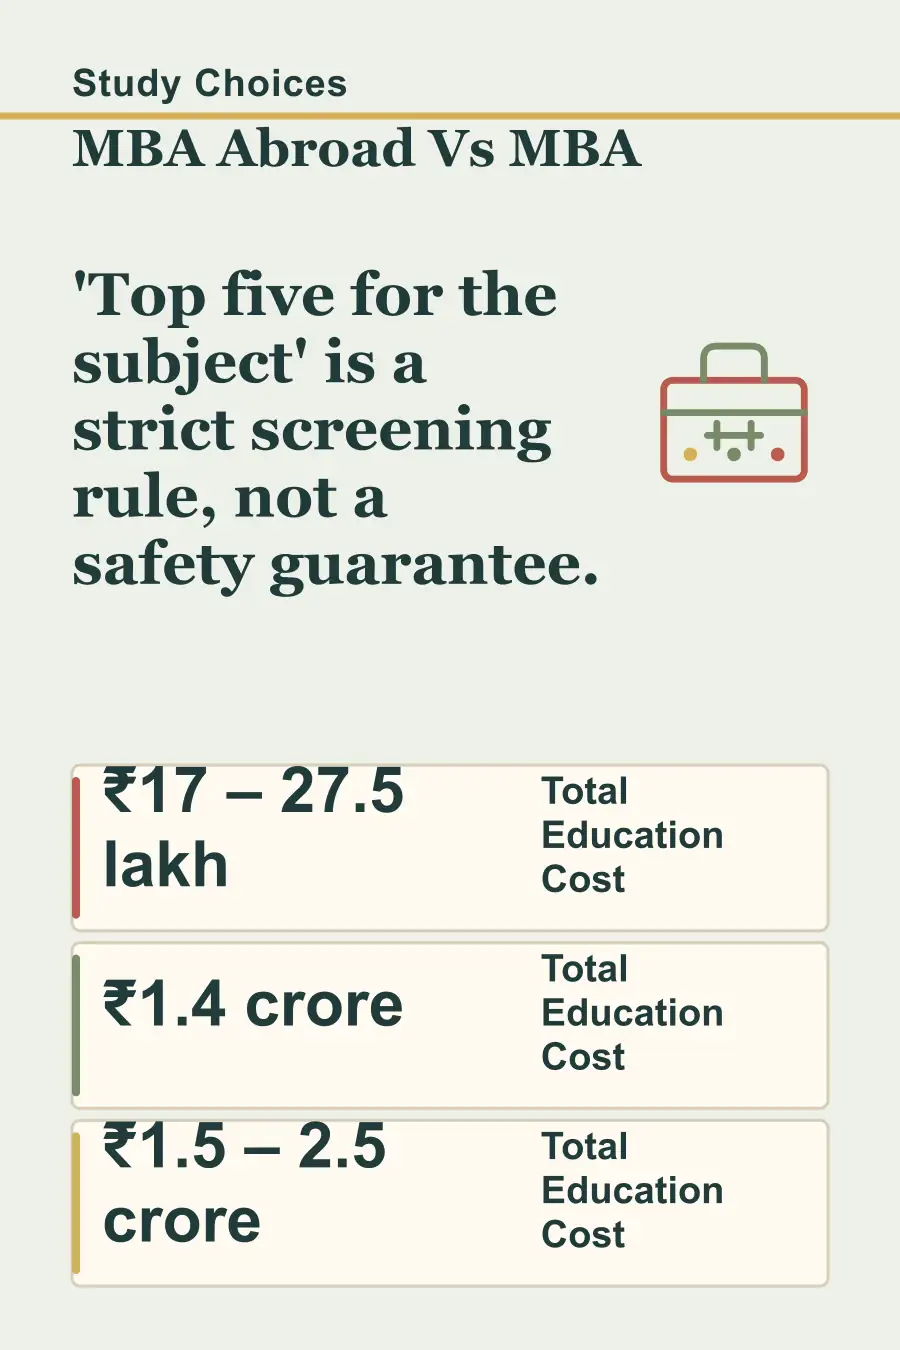 Study Choices
MBA Abroad Vs MBA
'Top five for the
subject' is a
strict screening
rule, not a
safety guarantee.
₹17 – 27.5
lakh
Total
Education
Cost
₹1.4 crore
Total
Education
Cost
₹1.5 – 2.5
crore
Total
Education
Cost